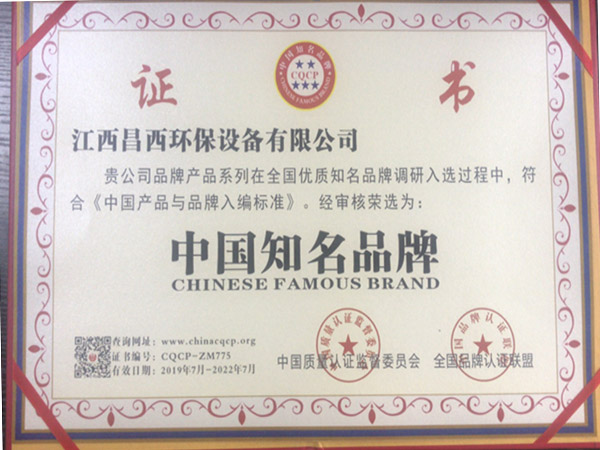 中国知名品牌
CQCP
CHINESE FAMOUS BRAND
证 书
江西昌西环保设备有限公司
贵公司品牌产品系列在全国优质知名品牌调研入选过程中，符
合《中国产品与品牌入编标准》。经审核荣选为：
中国知名品牌
CHINESE FAMOUS BRAND
查询网址：www.chinacqcp.org
证书编号：CQCP-ZM775
有效日期：2019年7月-2022年7月
中国质量认证监督委员会 全国品牌认证联盟